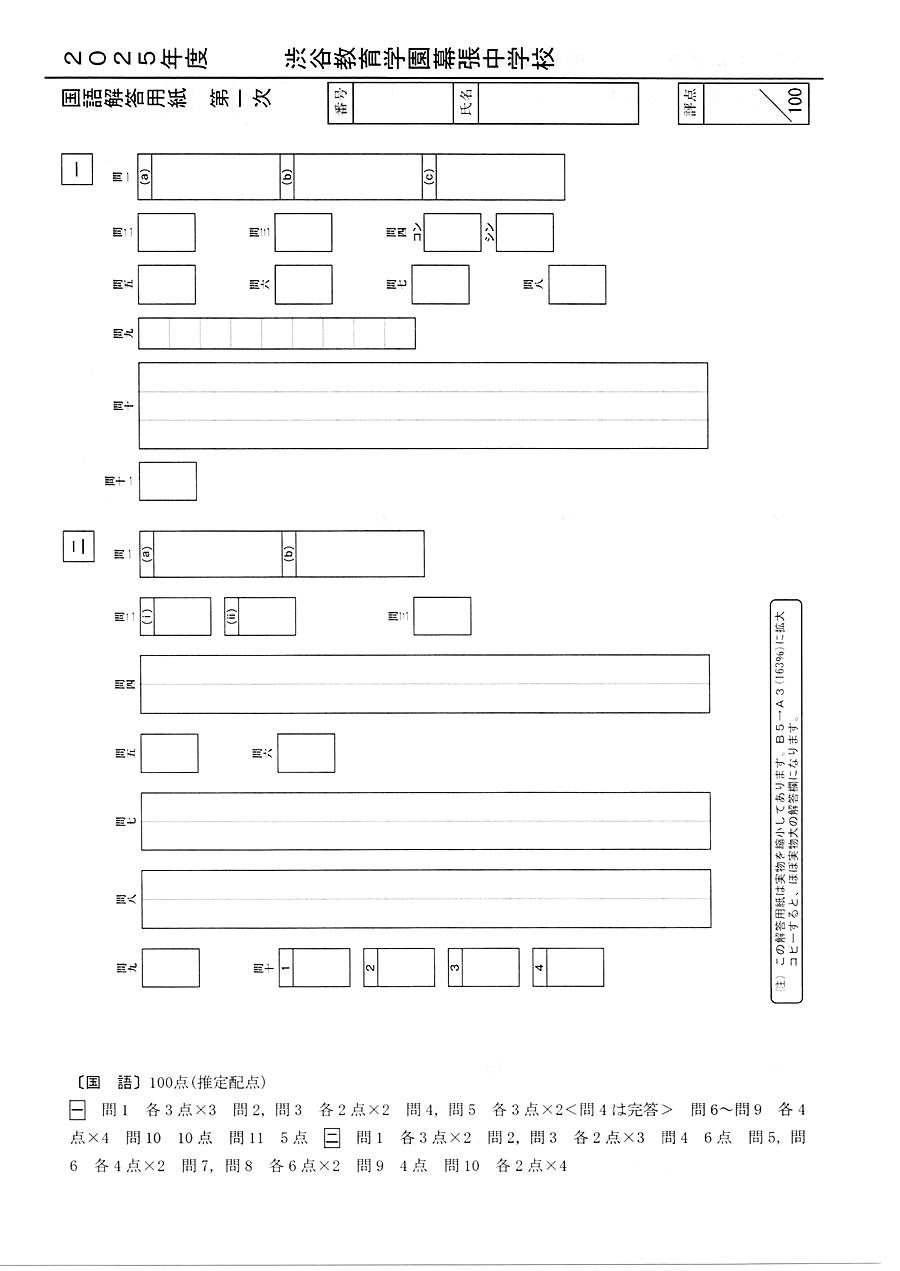 2025年度　渋谷教育学園幕張中学校
国語解答用紙　第一次
番号
氏名
評点
／100
一
問一
(a)
(b)
(c)
問二
問三
問四
コン
シン
問五
問六
問七
問八
問九
問十
問十一
二
問一
(a)
(b)
問二
(i)
(ii)
問三
問四
問五
問六
問七
問八
問九
問十
1
2
3
4
(注) この解答用紙は実物を縮小してあります。B5→A3(163%)に拡大
コピーすると、ほぼ実物大の解答欄になります。
〔国　語〕100点(推定配点)
一　問1　各3点×3　問2, 問3　各2点×2　問4, 問5　各3点×2<問4は完答>　問6～問9　各4
点×4　問10　10点　問11　5点　二　問1　各3点×2　問2, 問3　各2点×3　問4　6点　問5, 問
6　各4点×2　問7, 問8　各6点×2　問9　4点　問10　各2点×4